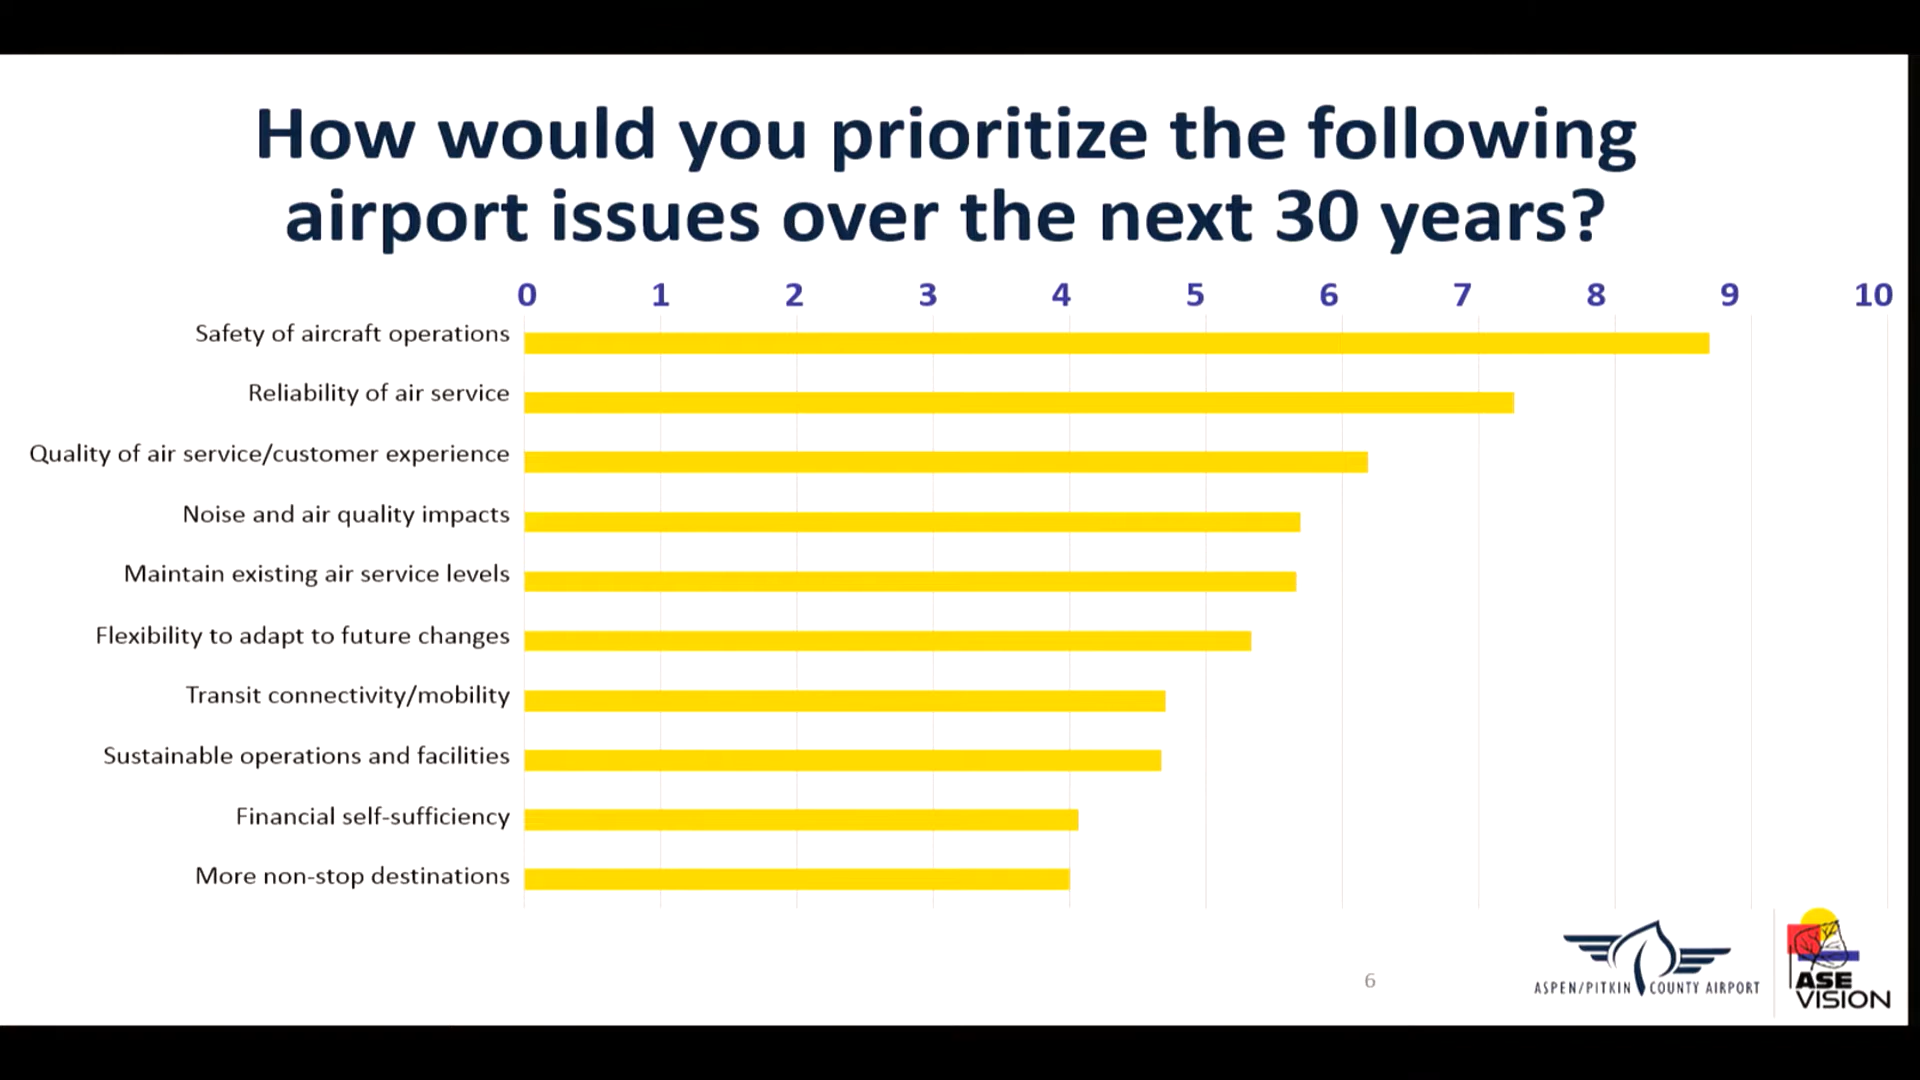 How would you prioritize the following
airport issues over the next 30 years?
0 1 2 3 4 5 6 7 8 9 10
Safety of aircraft operations
Reliability of air service
Quality of air service/customer experience
Noise and air quality impacts
Maintain existing air service levels
Flexibility to adapt to future changes
Transit connectivity/mobility
Sustainable operations and facilities
Financial self-sufficiency
More non-stop destinations
6
ASPEN/PITKIN COUNTY AIRPORT
ASE
VISION